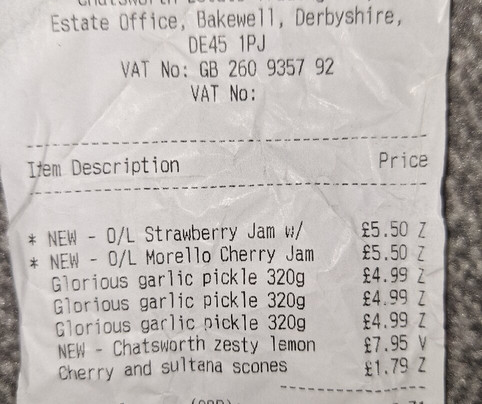 Estate Office, Bakewell, Derbyshire,
DE45 1PJ
VAT No: GB 260 9357 92
VAT No:
Item Description Price
* NEW - O/L Strawberry Jam w/ £5.50 Z
* NEW - O/L Morello Cherry Jam £5.50 Z
Glorious garlic pickle 320g £4.99 Z
Glorious garlic pickle 320g £4.99 Z
Glorious garlic pickle 320g £4.99 Z
NEW - Chatsworth zesty lemon £7.95 V
Cherry and sultana scones £1.79 Z